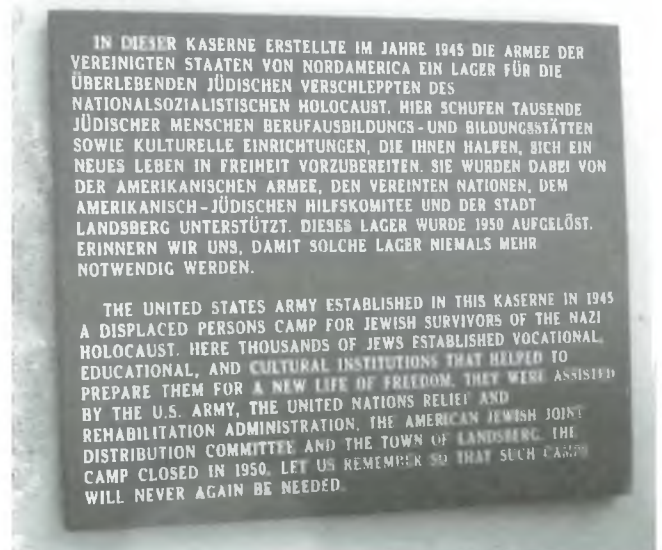 IN DIESER KASERNE ERSTELLTE IM JAHRE 1945 DIE ARMEE DER
VEREINIGTEN STAATEN VON NORDAMERICA EIN LAGER FÜR DIE
ÜBERLEBENDEN JÜDISCHEN VERSCHLEPPTEN DES
NATIONALSOZIALISTISCHEN HOLOCAUST. HIER SCHUFEN TAUSENDE
JÜDISCHER MENSCHEN BERUFAUSBILDUNGS-UND BILDUNGSSTÄTTEN
SOWIE KULTURELLE EINRICHTUNGEN, DIE IHNEN HALFEN, SICH EIN
NEUES LEBEN IN FREIHEIT VORZUBEREITEN. SIE WURDEN DABEI VON
DER AMERIKANISCHEN ARMEE, DEN VEREINTEN NATIONEN, DEM
AMERIKANISCH-JÜDISCHEN HILFSKOMITEE UND DER STADT
LANDSBERG UNTERSTÜTZT. DIESES LAGER WURDE 1950 AUFGELÖST.
ERINNERN WIR UNS, DAMIT SOLCHE LAGER NIEMALS MEHR
NOTWENDIG WERDEN.
THE UNITED STATES ARMY ESTABLISHED IN THIS KASERNE IN 1945
A DISPLACED PERSONS CAMP FOR JEWISH SURVIVORS OF THE NAZI
HOLOCAUST. HERE THOUSANDS OF JEWS ESTABLISHED VOCATIONAL,
EDUCATIONAL, AND CULTURAL INSTITUTIONS THAT HELPED TO
PREPARE THEM FOR A NEW LIFE OF FREEDOM. THEY WERE ASSISTED
BY THE U.S. ARMY, THE UNITED NATIONS RELIEF AND
REHABILITATION ADMINISTRATION, THE AMERICAN JEWISH JOINT
DISTRIBUTION COMMITTEE AND THE TOWN OF LANDSBERG. THE
CAMP CLOSED IN 1950. LET US REMEMBER SO THAT SUCH CAMPS
WILL NEVER AGAIN BE NEEDED.